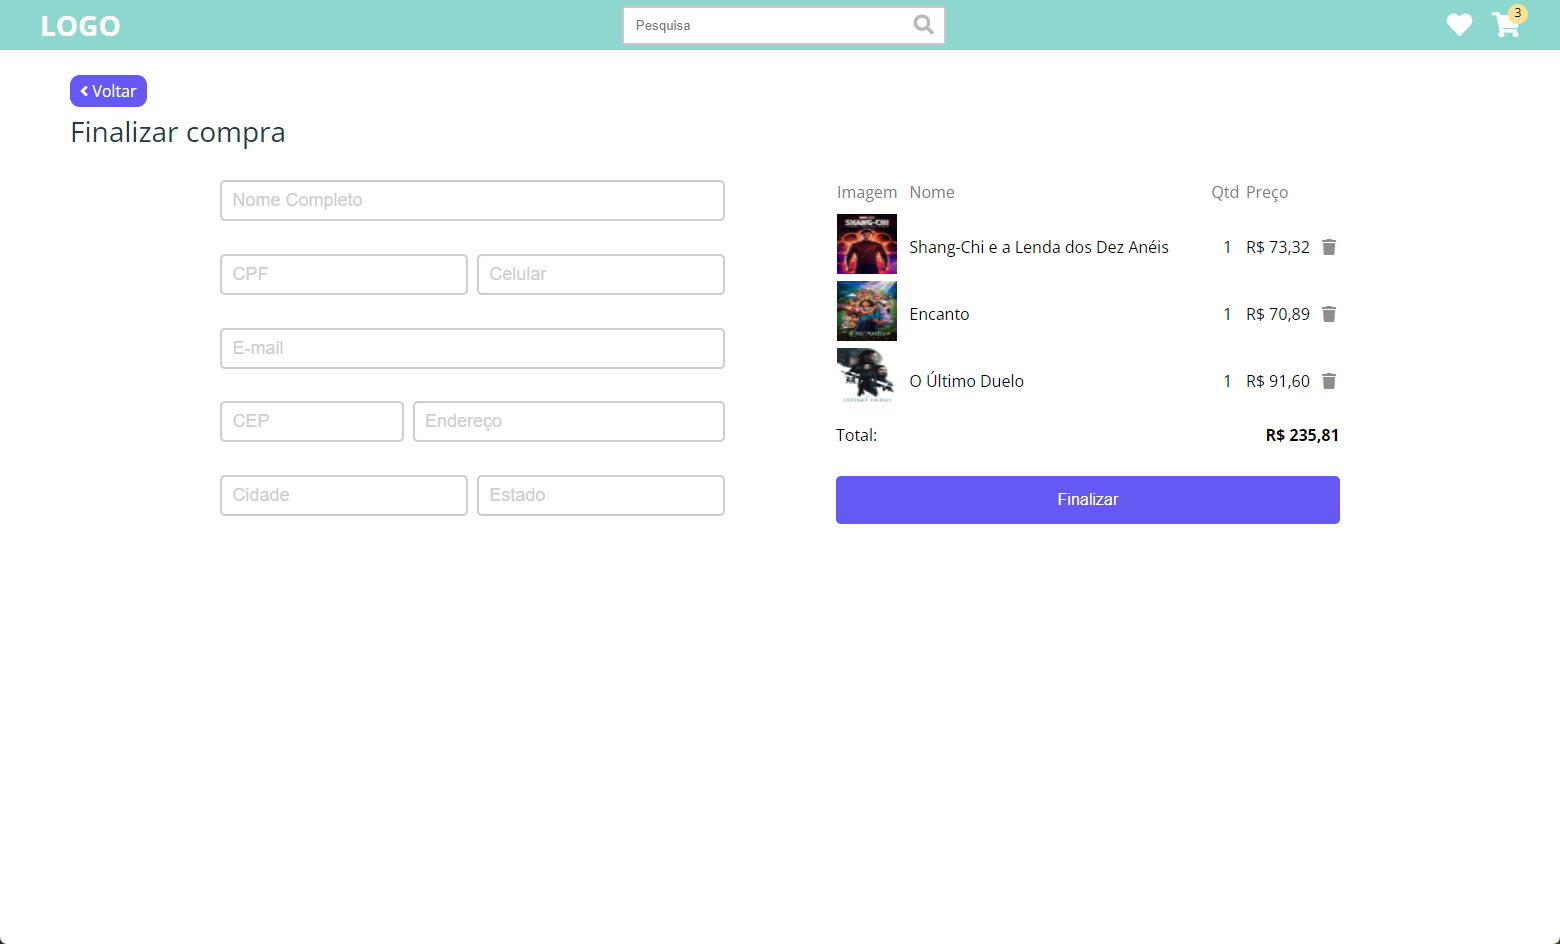 LOGO
Pesquisa
3
Voltar
Finalizar compra
Nome Completo
CPF Celular
E-mail
CEP Endereço
Cidade Estado
Imagem Nome Qtd Preço
SHANG-CHI
Shang-Chi e a Lenda dos Dez Anéis 1 R$ 73,32
ENCANTO
Encanto 1 R$ 70,89
O Último Duelo 1 R$ 91,60
ÚLTIMO DUELO
Total: R$ 235,81
Finalizar